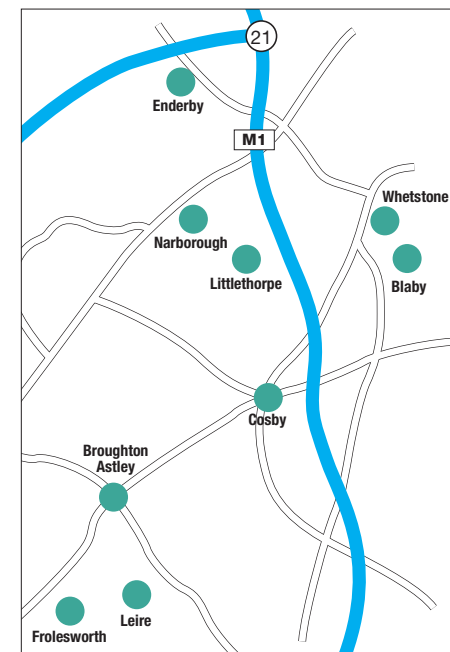 21
Enderby
M1
Whetstone
Narborough
Littlethorpe
Blaby
Cosby
Broughton
Astley
Leire
Frolesworth